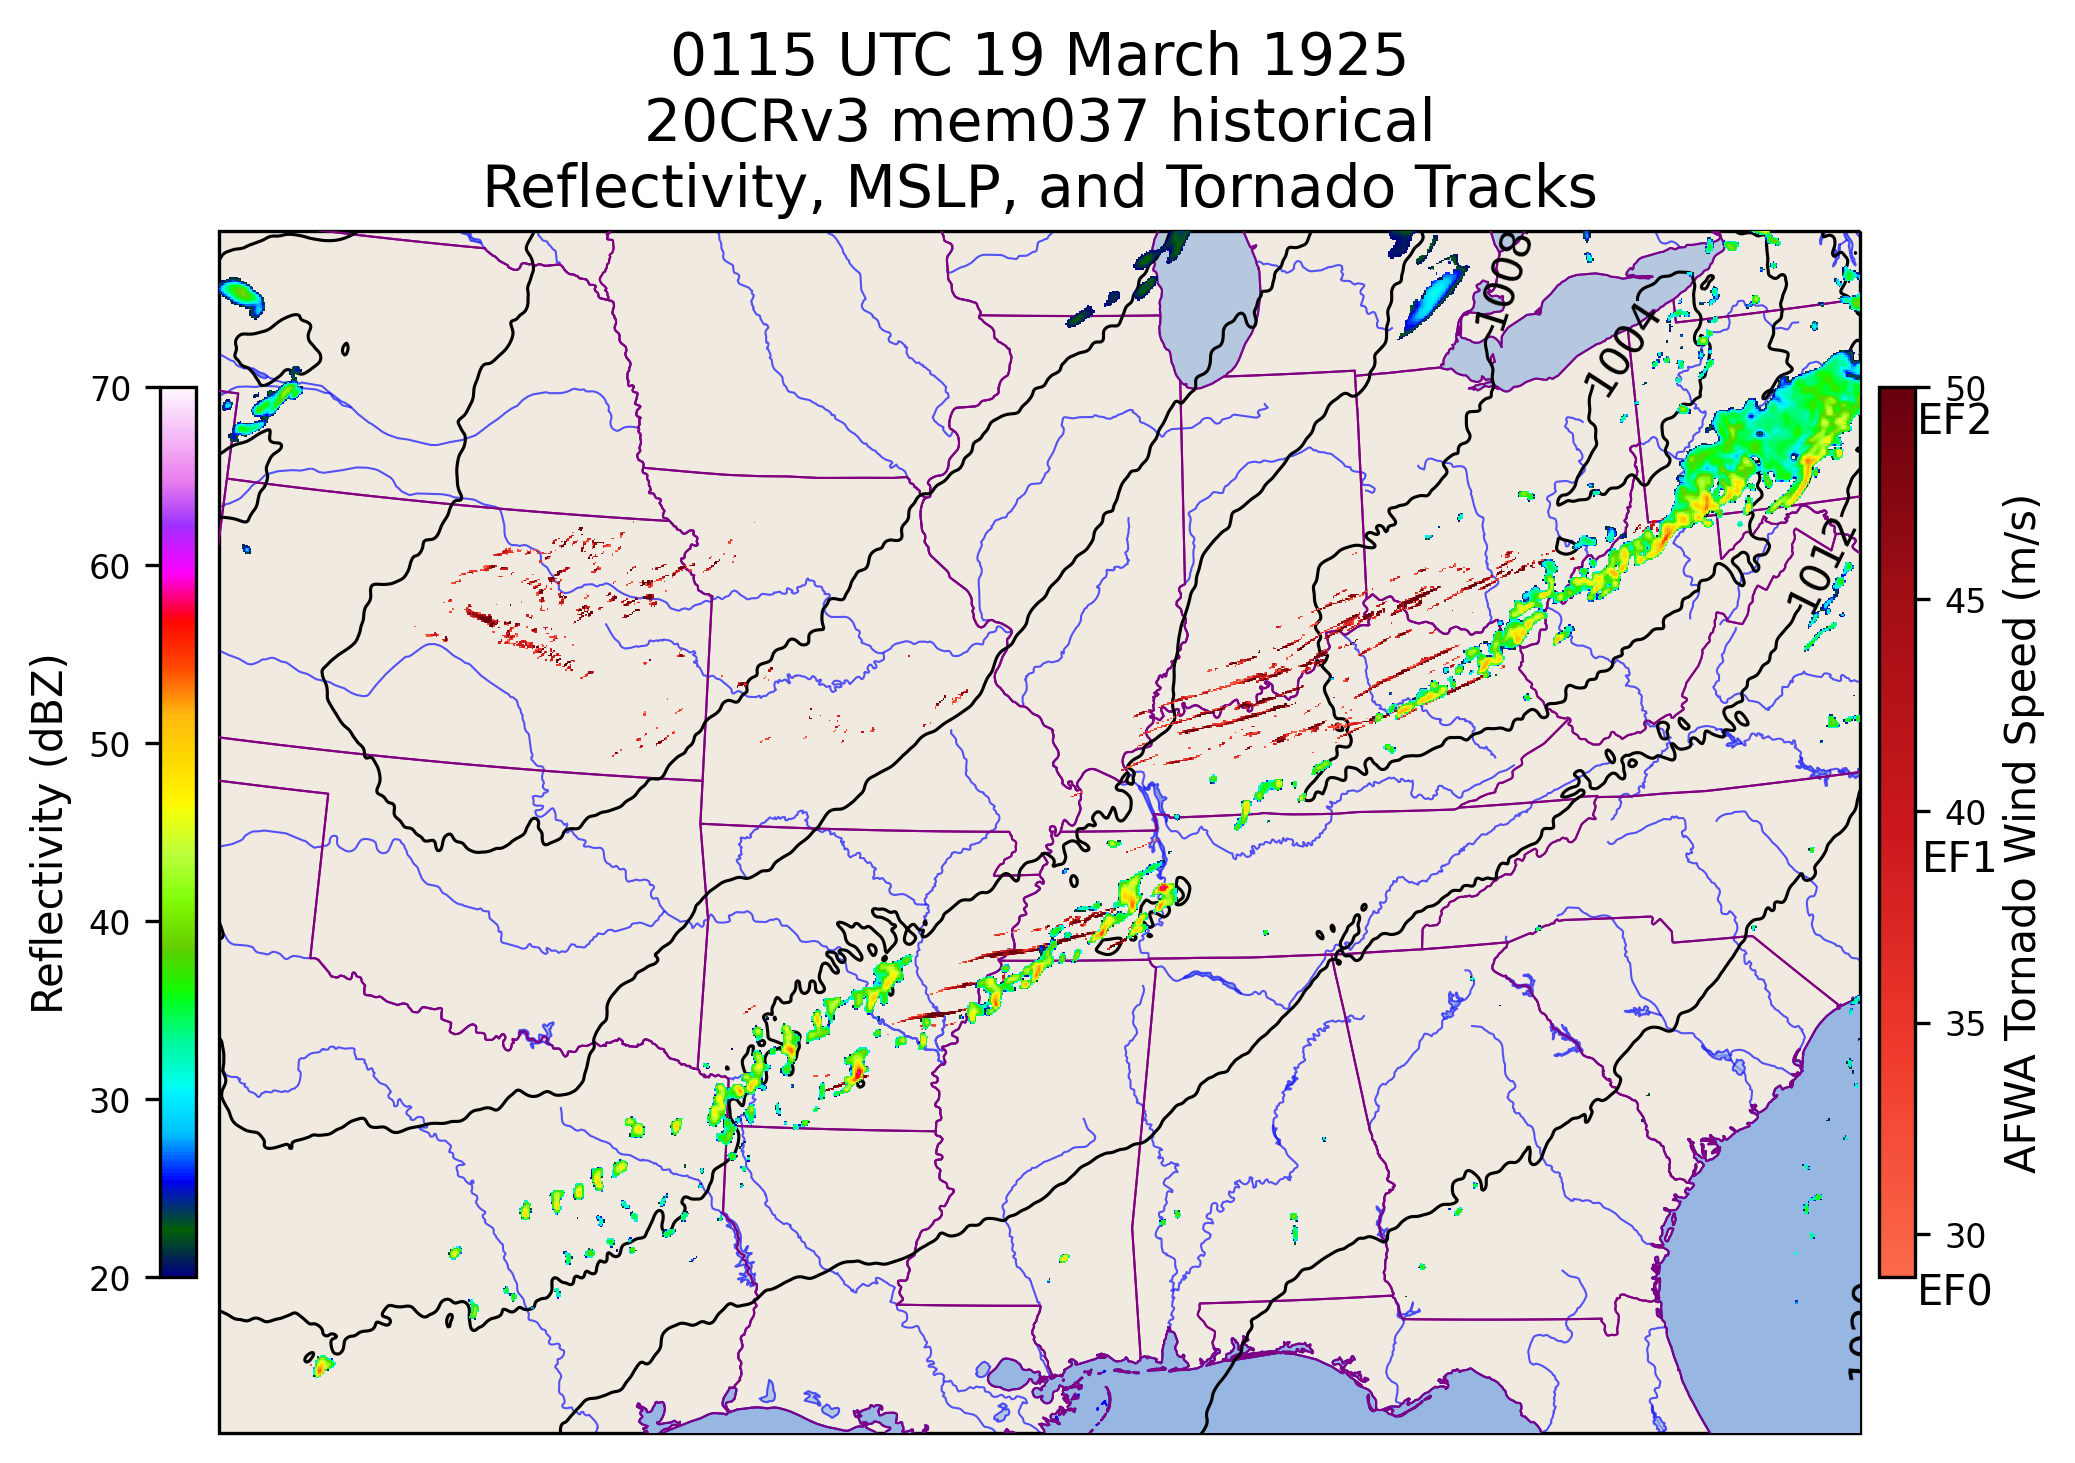 0115 UTC 19 March 1925
20CRv3 mem037 historical
Reflectivity, MSLP, and Tornado Tracks
1008
1004
1012
1020
70
60
50
40
30
20
Reflectivity (dBZ)
50
EF2
45
40
EF1
35
30
EF0
AFWA Tornado Wind Speed (m/s)